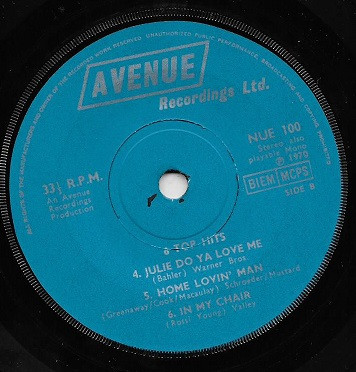 ALL RIGHTS OF THE PRODUCERS AND OF THE OWNER OF THE RECORDED WORK RESERVED. UNAUTHORIZED PUBLIC PERFORMANCE, BROADCASTING AND COPYING OF THIS RECORD PROHIBITED
AVENUE
Recordings Ltd.
NUE 100
Stereo also
playable Mono
℗ 1970
BIEM MCPS
SIDE B
33⅓ R.P.M.
An Avenue
Recordings
Production
6 TOP HITS
4. JULIE DO YA LOVE ME
(Bahler) Warner Bros.
5. HOME LOVIN' MAN
(Greenaway/Cook/Macaulay) Schroeder/Mustard
6. IN MY CHAIR
(Rossi Young) Valley